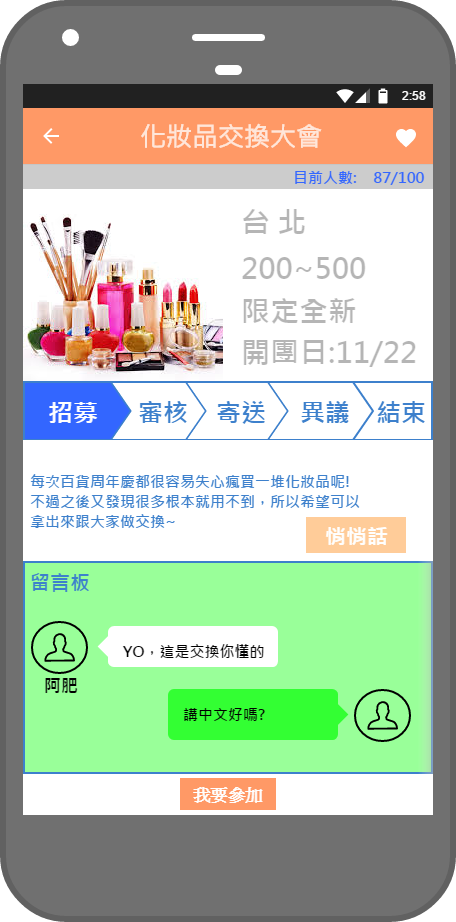 2:58
化妝品交換大會
目前人數: 87/100
台 北
200~500
限定全新
開團日:11/22
招募 審核 寄送 異議 結束
每次百貨周年慶都很容易失心瘋買一堆化妝品呢!
不過之後又發現很多根本就用不到，所以希望可以
拿出來跟大家做交換~
悄悄話
留言板
YO，這是交換你懂的
阿肥
講中文好嗎?
我要參加